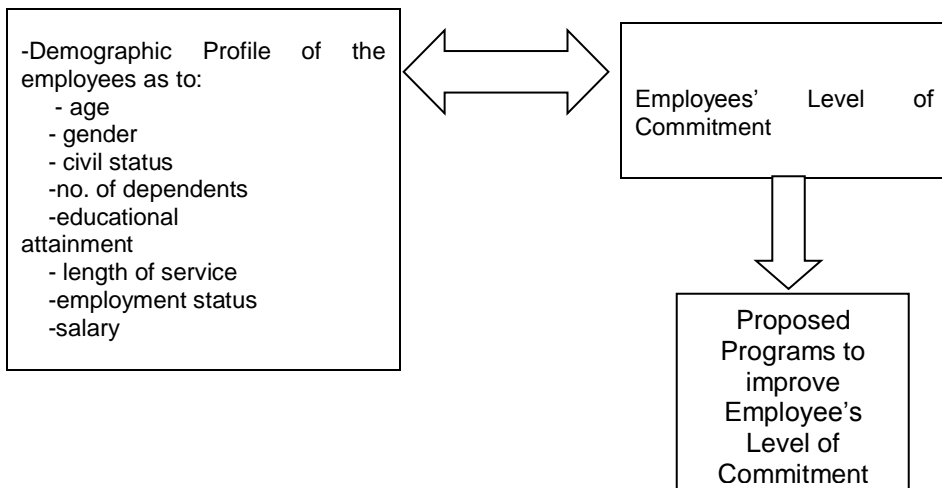 -Demographic Profile of the
employees as to:
- age
- gender
- civil status
-no. of dependents
-educational
attainment
- length of service
-employment status
-salary
Employees’ Level of
Commitment
Proposed
Programs to
improve
Employee’s
Level of
Commitment